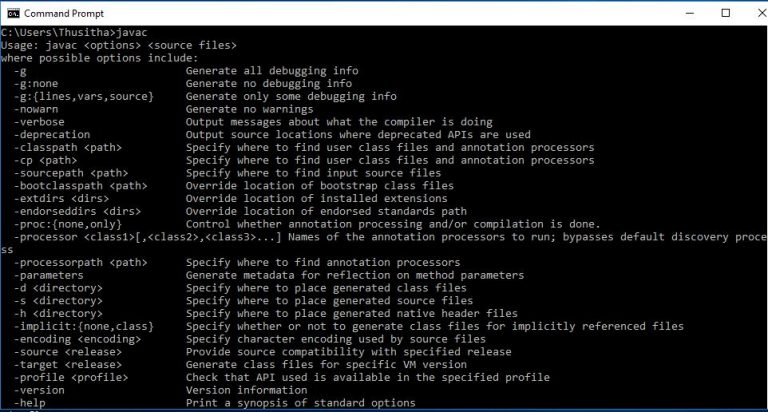 Command Prompt
C:\Users\Thusitha>javac
Usage: javac <options> <source files>
where possible options include:
  -g                         Generate all debugging info
  -g:none                    Generate no debugging info
  -g:{lines,vars,source}     Generate only some debugging info
  -nowarn                    Generate no warnings
  -verbose                   Output messages about what the compiler is doing
  -deprecation               Output source locations where deprecated APIs are used
  -classpath <path>          Specify where to find user class files and annotation processors
  -cp <path>                 Specify where to find user class files and annotation processors
  -sourcepath <path>         Specify where to find input source files
  -bootclasspath <path>      Override location of bootstrap class files
  -extdirs <dirs>            Override location of installed extensions
  -endorseddirs <dirs>       Override location of endorsed standards path
  -proc:{none,only}          Control whether annotation processing and/or compilation is done.
  -processor <class1>[,<class2>,<class3>...] Names of the annotation processors to run; bypasses default discovery proce
ss
  -processorpath <path>      Specify where to find annotation processors
  -parameters                Generate metadata for reflection on method parameters
  -d <directory>             Specify where to place generated class files
  -s <directory>             Specify where to place generated source files
  -h <directory>             Specify where to place generated native header files
  -implicit:{none,class}     Specify whether or not to generate class files for implicitly referenced files
  -encoding <encoding>       Specify character encoding used by source files
  -source <release>          Provide source compatibility with specified release
  -target <release>          Generate class files for specific VM version
  -profile <profile>         Check that API used is available in the specified profile
  -version                   Version information
  -help                      Print a synopsis of standard options